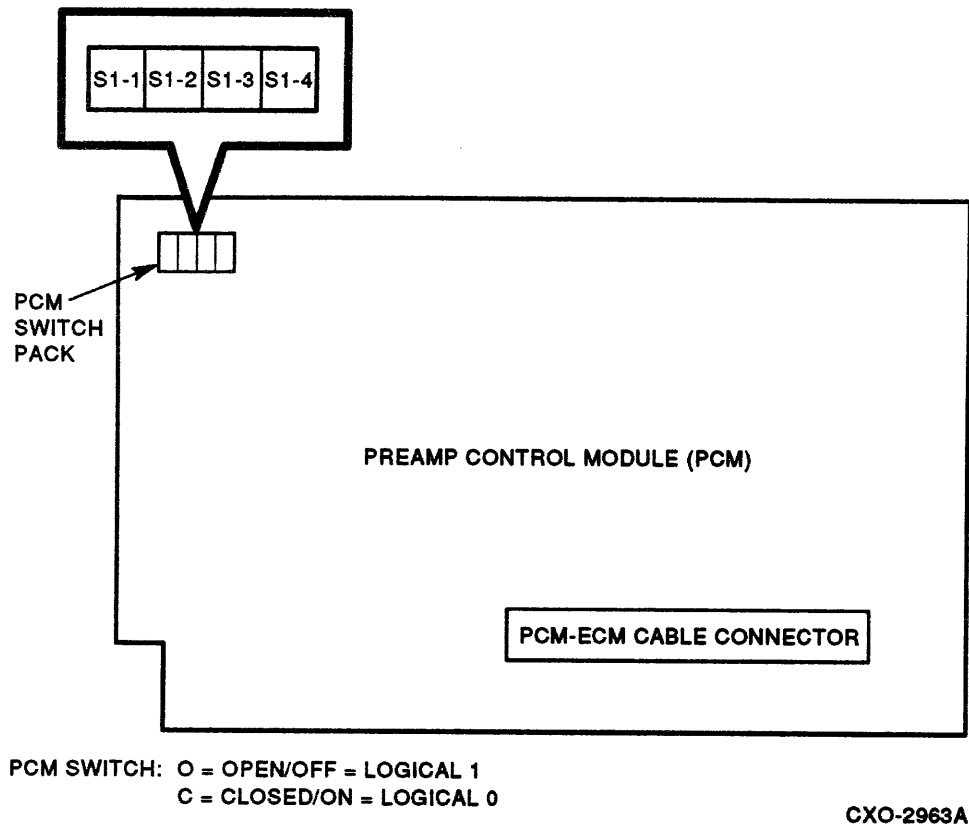 S1-1 S1-2 S1-3 S1-4
PCM
SWITCH
PACK
PREAMP CONTROL MODULE (PCM)
PCM-ECM CABLE CONNECTOR
PCM SWITCH: O = OPEN/OFF = LOGICAL 1
C = CLOSED/ON = LOGICAL 0
CXO-2963A